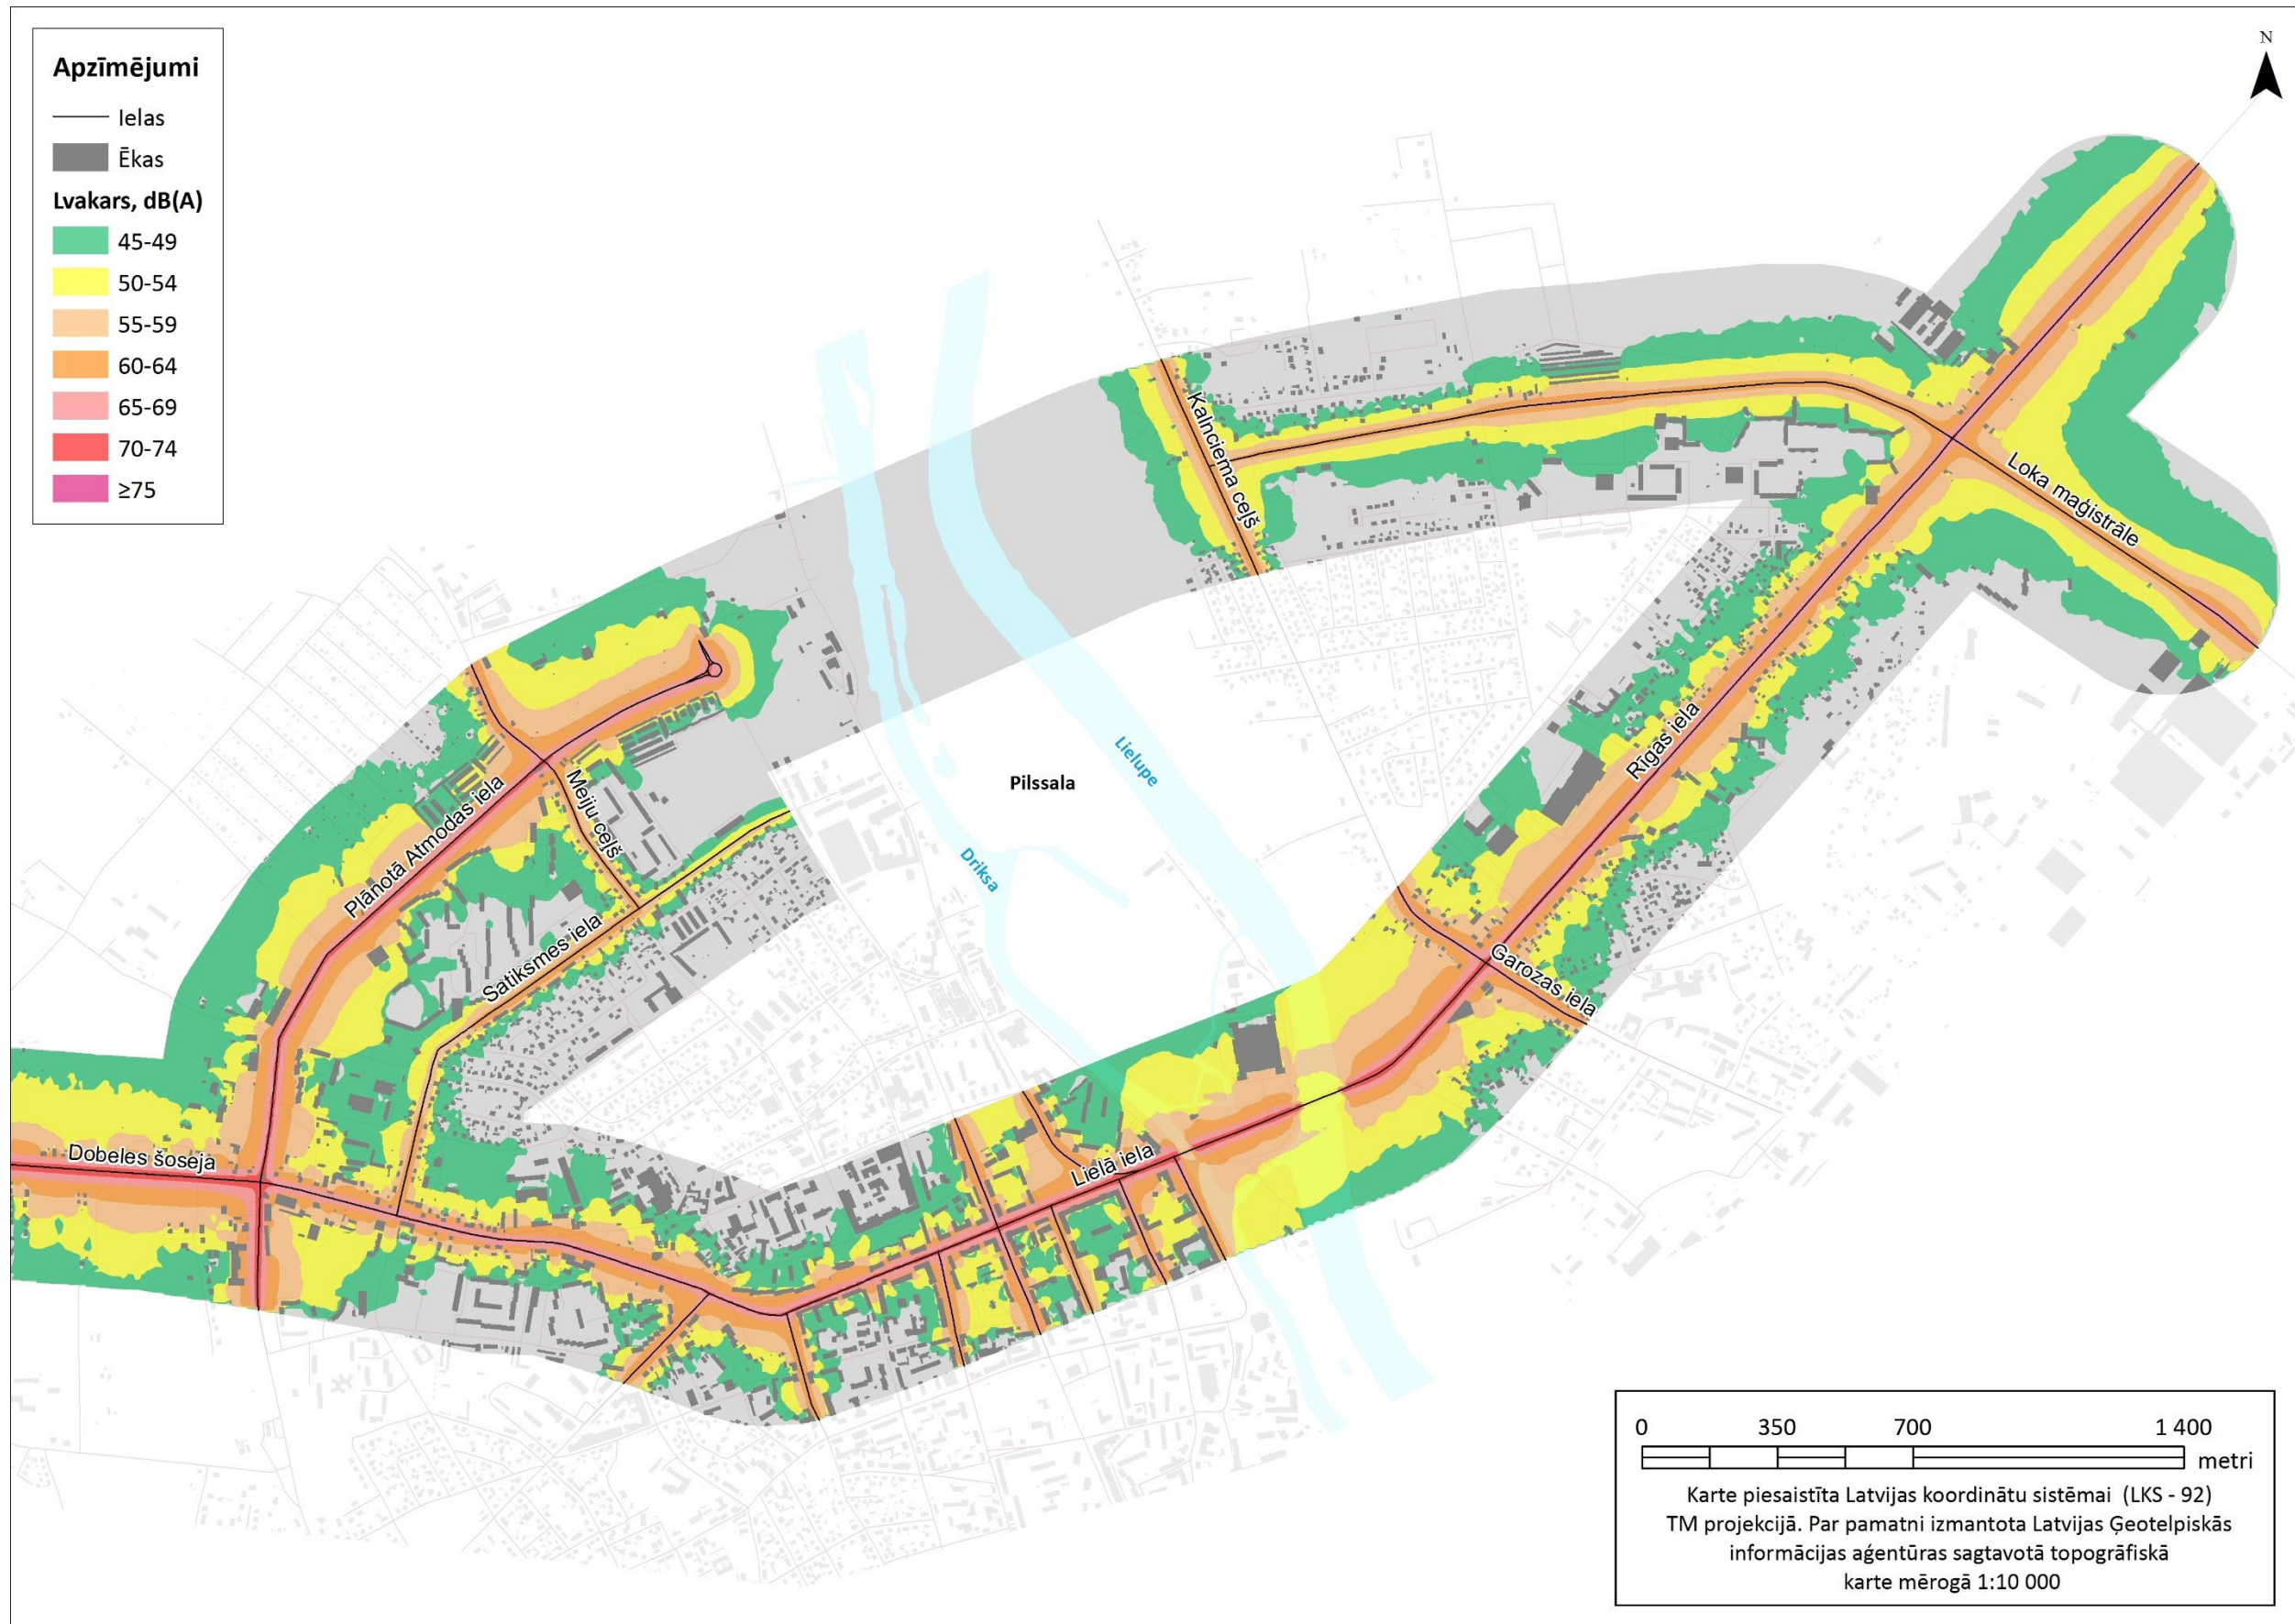 Apzīmējumi
Ielas
Ēkas
Lvakars, dB(A)
45-49
50-54
55-59
60-64
65-69
70-74
≥75
N
Kalnciema ceļš
Loka maģistrāle
Rīgas iela
Lielupe
Pilssala
Driksa
Meiju ceļš
Plānotā Atmodas iela
Satiksmes iela
Garozas iela
Dobeles šoseja
Lielā iela
0 350 700 1 400
metri
Karte piesaistīta Latvijas koordinātu sistēmai (LKS - 92)
TM projekcijā. Par pamatni izmantota Latvijas Ģeotelpiskās
informācijas aģentūras sagtavotā topogrāfiskā
karte mērogā 1:10 000